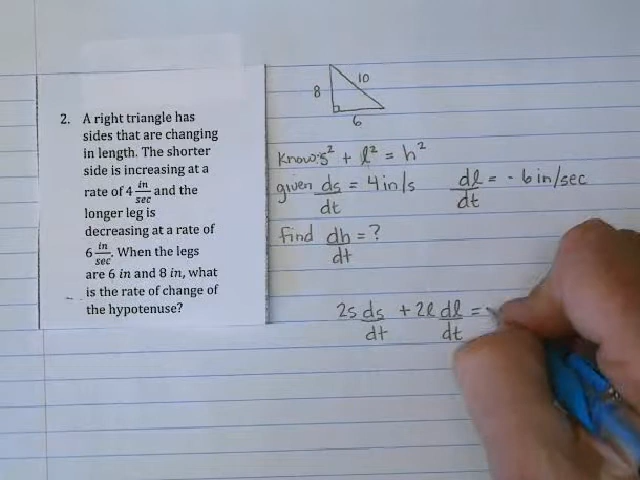 2. A right triangle has
sides that are changing
in length. The shorter
side is increasing at a
rate of 4 in/sec and the
longer leg is
decreasing at a rate of
6 in/sec. When the legs
are 6 in and 8 in, what
is the rate of change of
the hypotenuse?
8
10
6
Know: s² + l² = h²
given ds/dt = 4in/s dl/dt = -6in/sec
find dh/dt = ?
2s ds/dt + 2l dl/dt =